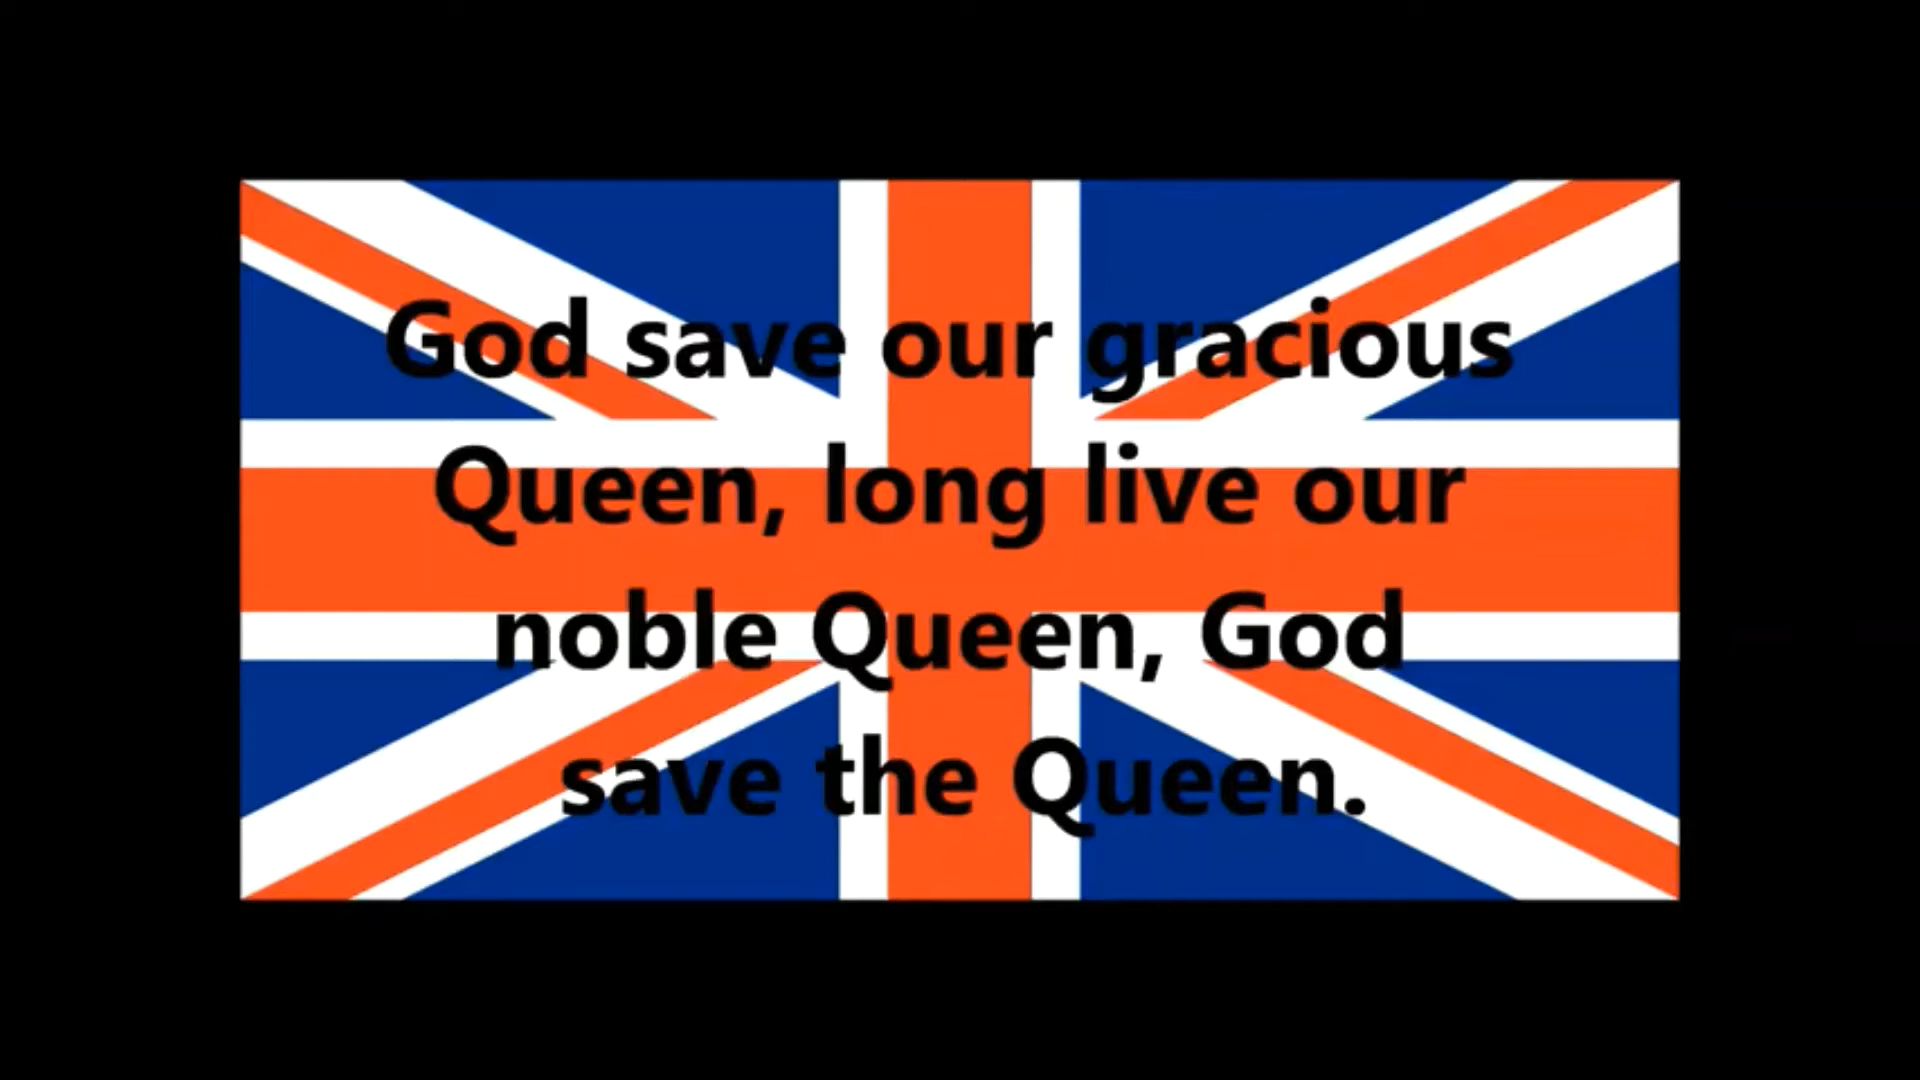 God save our gracious
Queen, long live our
noble Queen, God
save the Queen.